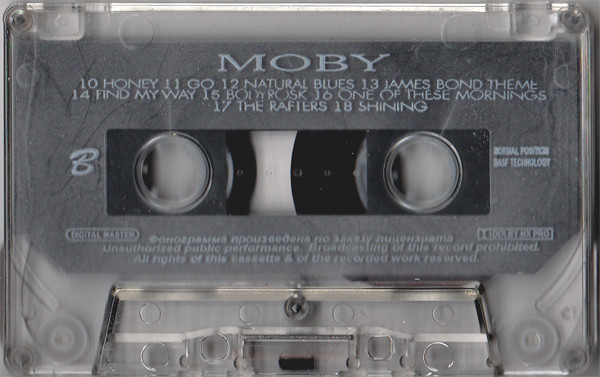 MOBY
10 HONEY 11 GO 12 NATURAL BLUES 13 JAMES BOND THEME
14 FIND MY WAY 15 BODYROSK 16 ONE OF THESE MORNINGS
17 THE RAFTERS 18 SHINING
B
NORMAL POSITION
BASF TECHNOLOGY
DIGITAL MASTER
DOLBY HX PRO
Фонограмма произведена по заказу лицензиата
Unauthorized public performance. Broadcasting of this record prohibited.
All rights of this cassette & of the recorded work reserved.